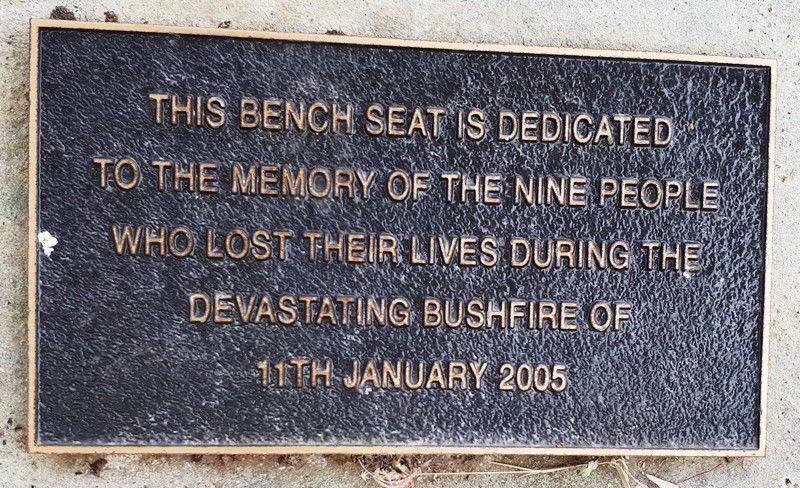 THIS BENCH SEAT IS DEDICATED
TO THE MEMORY OF THE NINE PEOPLE
WHO LOST THEIR LIVES DURING THE
DEVASTATING BUSHFIRE OF
11TH JANUARY 2005